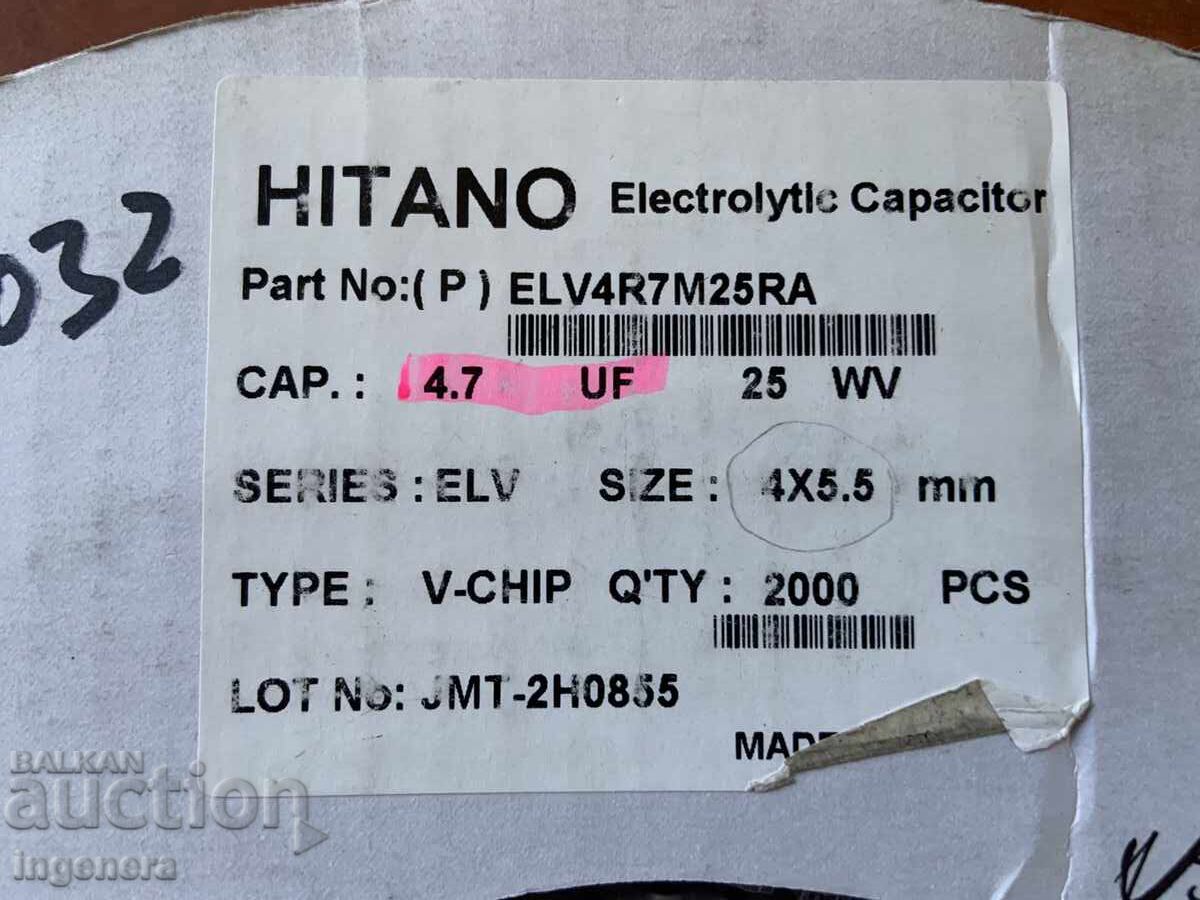 032
HITANO Electrolytic Capacitor
Part No:( P ) ELV4R7M25RA
CAP. : 4.7 UF 25 WV
SERIES : ELV SIZE : 4X5.5 mm
TYPE : V-CHIP Q'TY : 2000 PCS
LOT No: JMT-2H0855
MADE
BALKAN
auction
ingenera